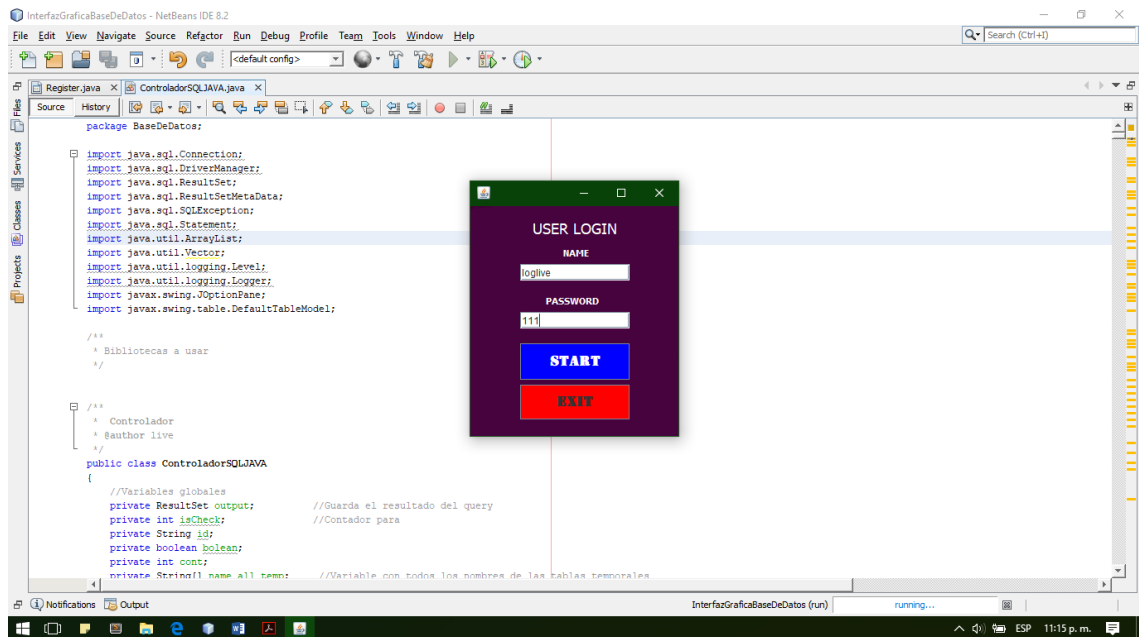 InterfazGraficaBaseDeDatos - NetBeans IDE 8.2
File Edit View Navigate Source Refactor Run Debug Profile Team Tools Window Help
Search (Ctrl+I)
<default config>
Register.java ControladorSQLJAVA.java
Source History
Files
Services
Classes
Projects
package BaseDeDatos;
import java.sql.Connection;
import java.sql.DriverManager;
import java.sql.ResultSet;
import java.sql.ResultSetMetaData;
import java.sql.SQLException;
import java.sql.Statement;
import java.util.ArrayList;
import java.util.Vector;
import java.util.logging.Level;
import java.util.logging.Logger;
import javax.swing.JOptionPane;
import javax.swing.table.DefaultTableModel;
/**
* Bibliotecas a usar
*/
/**
* Controlador
* @author live
*/
public class ControladorSQLJAVA
{
//Variables globales
private ResultSet output; //Guarda el resultado del query
private int isCheck; //Contador para
private String id;
private boolean bolean;
private int cont;
private String[] name_all_temp; //Variable con todos los nombres de las tablas temporales
USER LOGIN
NAME
loglive
PASSWORD
111
START
EXIT
Notifications Output
InterfazGraficaBaseDeDatos (run) running...
ESP 11:15 p. m.